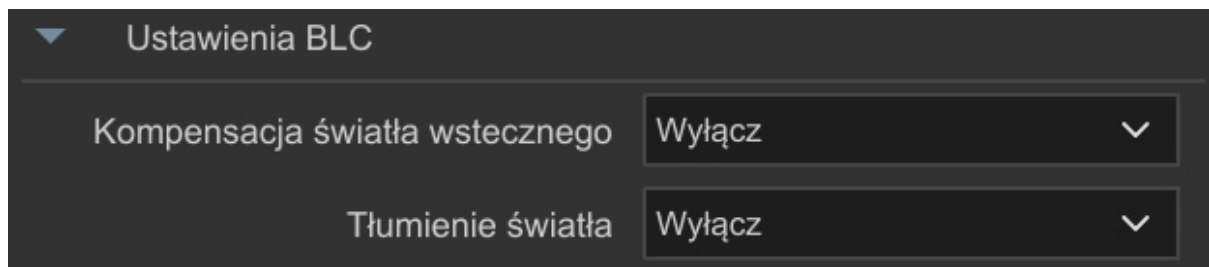 Ustawienia BLC
Kompensacja światła wstecznego Wyłącz
Tłumienie światła Wyłącz